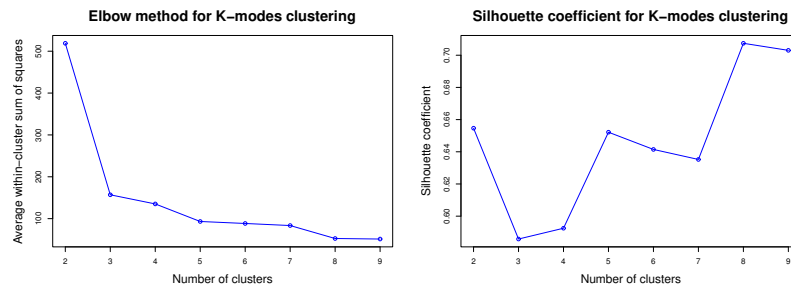 Elbow method for K−modes clustering
Average within−cluster sum of squares
500
400
300
200
100
2 3 4 5 6 7 8 9
Number of clusters
Silhouette coefficient for K−modes clustering
Silhouette coefficient
0.70
0.68
0.66
0.64
0.62
0.60
2 3 4 5 6 7 8 9
Number of clusters